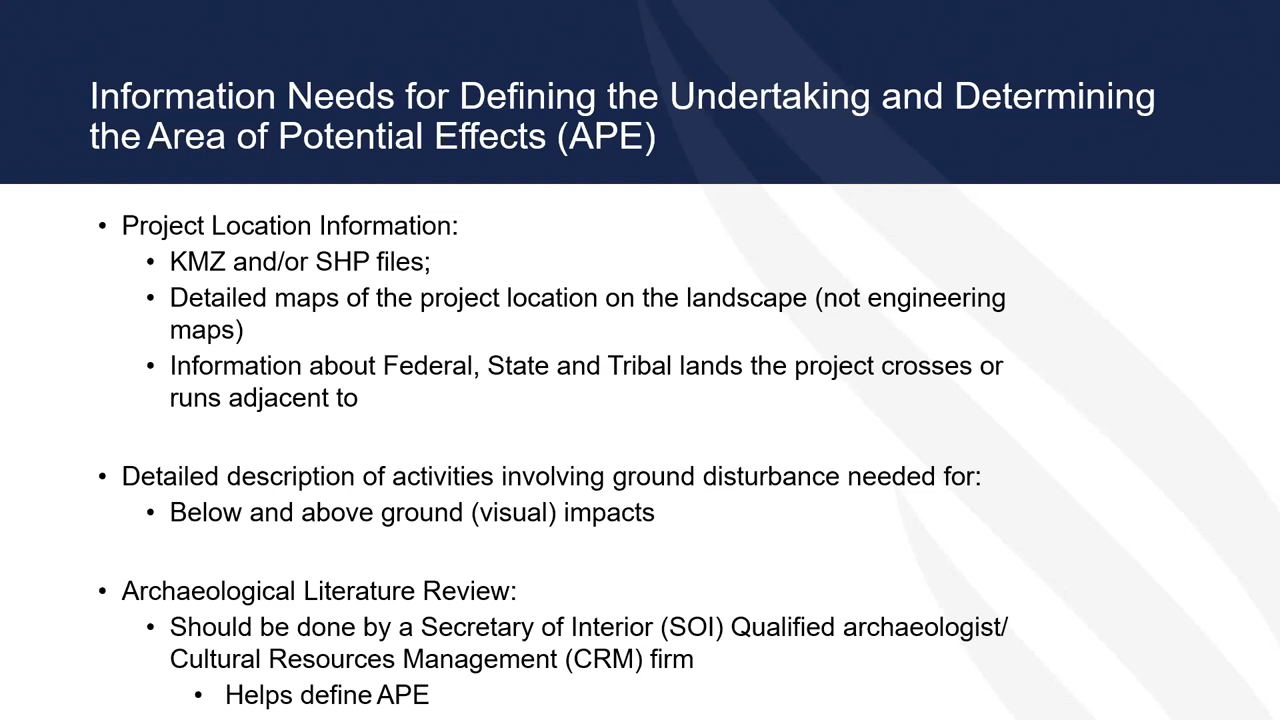 Information Needs for Defining the Undertaking and Determining
the Area of Potential Effects (APE)
• Project Location Information:
• KMZ and/or SHP files;
• Detailed maps of the project location on the landscape (not engineering
maps)
• Information about Federal, State and Tribal lands the project crosses or
runs adjacent to
• Detailed description of activities involving ground disturbance needed for:
• Below and above ground (visual) impacts
• Archaeological Literature Review:
• Should be done by a Secretary of Interior (SOI) Qualified archaeologist/
Cultural Resources Management (CRM) firm
• Helps define APE